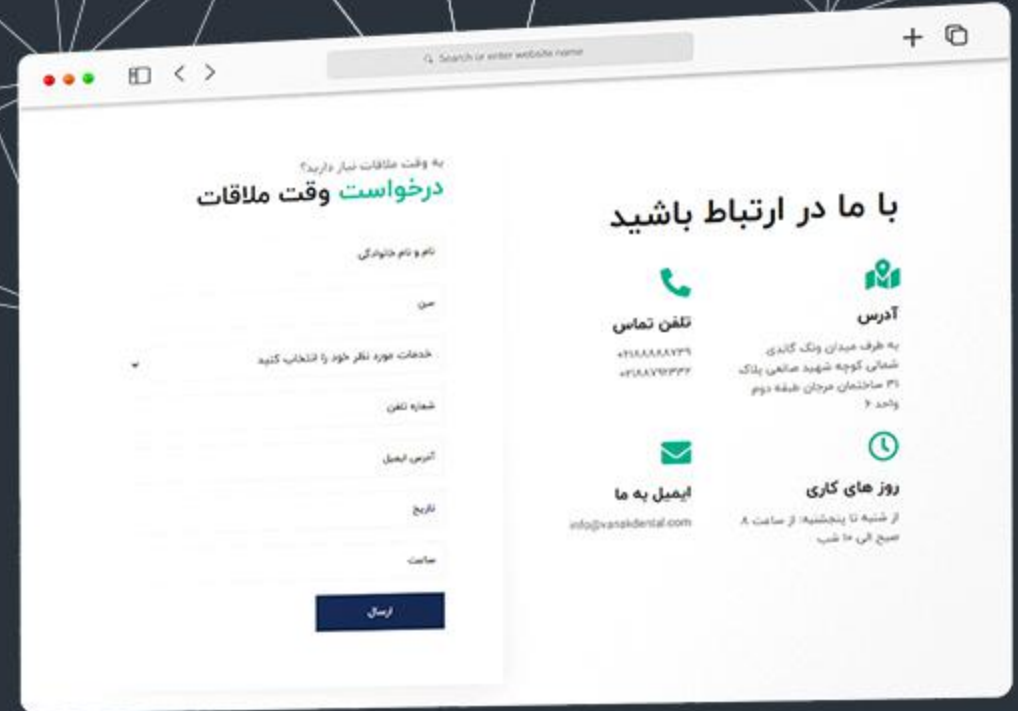 Search or enter website name
با ما در ارتباط باشید
آدرس
به طرف میدان ونک گاندی
شمالی کوچه شهید صالحی پلاک
۳۱ ساختمان مرجان طبقه دوم
واحد ۶
تلفن تماس
۰۲۱۸۸۸۸۸۷۳۹
۰۲۱۸۸۷۹۲۳۳۲
روز های کاری
از شنبه تا پنجشنبه: از ساعت ۸
صبح الی ۱۰ شب
ایمیل به ما
info@vanakdental.com
به وقت ملاقات نیاز دارید؟
درخواست وقت ملاقات
نام و نام خانوادگی
سن
خدمات مورد نظر خود را انتخاب کنید
شماره تلفن
آدرس ایمیل
تاریخ
ساعت
ارسال